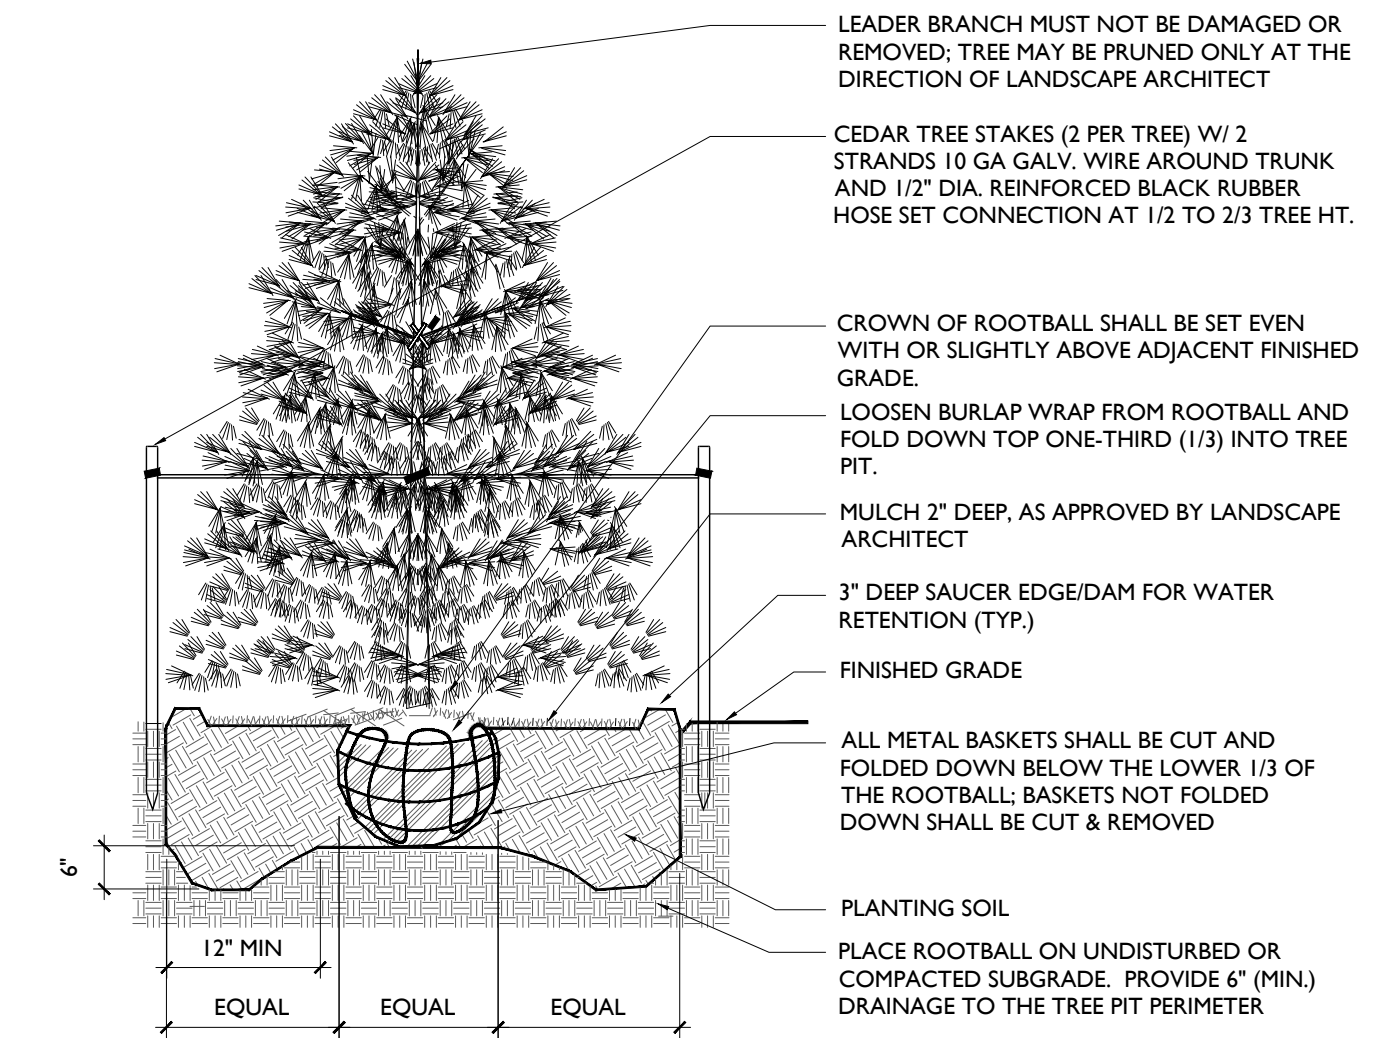 LEADER BRANCH MUST NOT BE DAMAGED OR
REMOVED; TREE MAY BE PRUNED ONLY AT THE
DIRECTION OF LANDSCAPE ARCHITECT
CEDAR TREE STAKES (2 PER TREE) W/ 2
STRANDS 10 GA GALV. WIRE AROUND TRUNK
AND 1/2" DIA. REINFORCED BLACK RUBBER
HOSE SET CONNECTION AT 1/2 TO 2/3 TREE HT.
CROWN OF ROOTBALL SHALL BE SET EVEN
WITH OR SLIGHTLY ABOVE ADJACENT FINISHED
GRADE.
LOOSEN BURLAP WRAP FROM ROOTBALL AND
FOLD DOWN TOP ONE-THIRD (1/3) INTO TREE
PIT.
MULCH 2" DEEP, AS APPROVED BY LANDSCAPE
ARCHITECT
3" DEEP SAUCER EDGE/DAM FOR WATER
RETENTION (TYP.)
FINISHED GRADE
ALL METAL BASKETS SHALL BE CUT AND
FOLDED DOWN BELOW THE LOWER 1/3 OF
THE ROOTBALL; BASKETS NOT FOLDED
DOWN SHALL BE CUT & REMOVED
PLANTING SOIL
PLACE ROOTBALL ON UNDISTURBED OR
COMPACTED SUBGRADE. PROVIDE 6" (MIN.)
DRAINAGE TO THE TREE PIT PERIMETER
6"
12" MIN
EQUAL
EQUAL
EQUAL